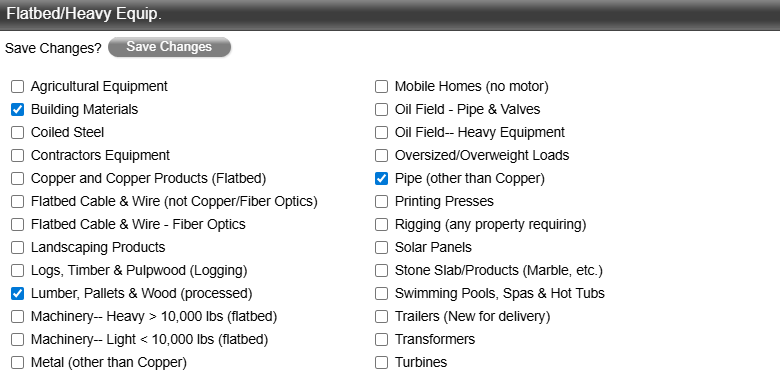 Flatbed/Heavy Equip.
Save Changes? Save Changes
Agricultural Equipment
Building Materials
Coiled Steel
Contractors Equipment
Copper and Copper Products (Flatbed)
Flatbed Cable & Wire (not Copper/Fiber Optics)
Flatbed Cable & Wire - Fiber Optics
Landscaping Products
Logs, Timber & Pulpwood (Logging)
Lumber, Pallets & Wood (processed)
Machinery-- Heavy > 10,000 lbs (flatbed)
Machinery-- Light < 10,000 lbs (flatbed)
Metal (other than Copper)
Mobile Homes (no motor)
Oil Field - Pipe & Valves
Oil Field-- Heavy Equipment
Oversized/Overweight Loads
Pipe (other than Copper)
Printing Presses
Rigging (any property requiring)
Solar Panels
Stone Slab/Products (Marble, etc.)
Swimming Pools, Spas & Hot Tubs
Trailers (New for delivery)
Transformers
Turbines